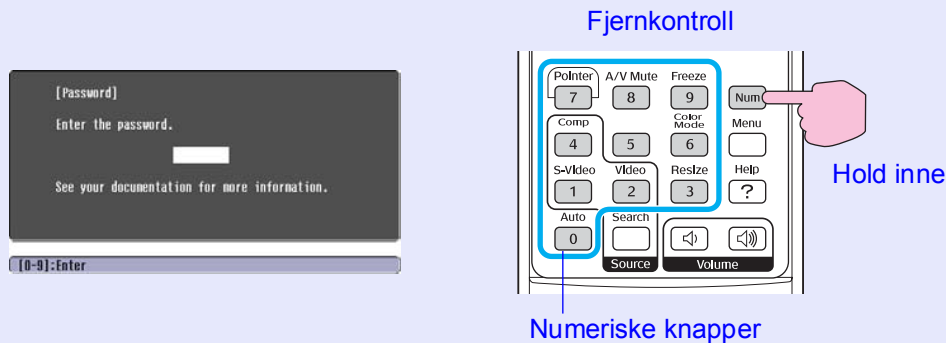 Fjernkontroll
[Password]
Enter the password.
See your documentation for more information.
[0-9]:Enter
Pointer A/V Mute Freeze
7 8 9 Num
Comp Color Mode Menu
4 5 6
S-Video Video Resize Help
1 2 3 ?
Hold inne
Auto Search
0
Source Volume
Numeriske knapper